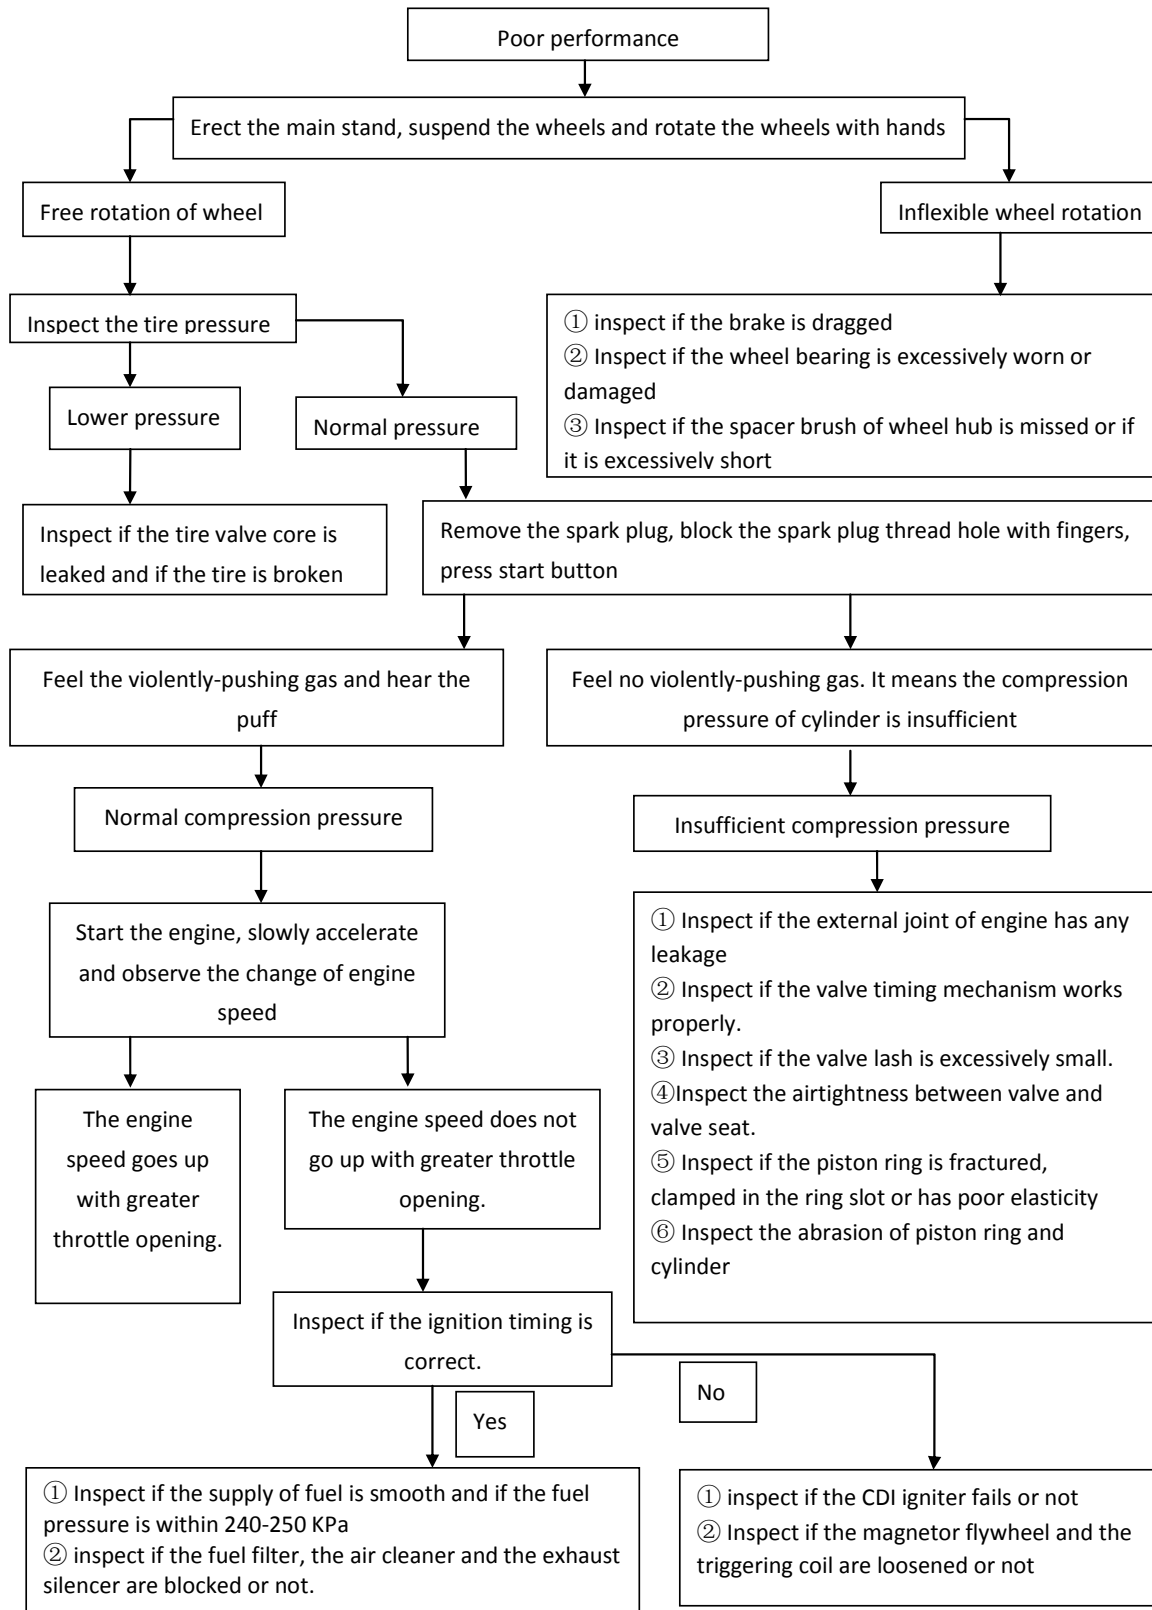 Poor performance
Erect the main stand, suspend the wheels and rotate the wheels with hands
Free rotation of wheel
Inflexible wheel rotation
Inspect the tire pressure
① inspect if the brake is dragged
② Inspect if the wheel bearing is excessively worn or
damaged
③ Inspect if the spacer brush of wheel hub is missed or if
it is excessively short
Lower pressure
Normal pressure
Inspect if the tire valve core is
leaked and if the tire is broken
Remove the spark plug, block the spark plug thread hole with fingers,
press start button
Feel the violently-pushing gas and hear the
puff
Feel no violently-pushing gas. It means the compression
pressure of cylinder is insufficient
Normal compression pressure
Insufficient compression pressure
Start the engine, slowly accelerate
and observe the change of engine
speed
① Inspect if the external joint of engine has any
leakage
② Inspect if the valve timing mechanism works
properly.
③ Inspect if the valve lash is excessively small.
④Inspect the airtightness between valve and
valve seat.
⑤ Inspect if the piston ring is fractured,
clamped in the ring slot or has poor elasticity
⑥ Inspect the abrasion of piston ring and
cylinder
The engine
speed goes up
with greater
throttle opening.
The engine speed does not
go up with greater throttle
opening.
Inspect if the ignition timing is
correct.
Yes
No
① Inspect if the supply of fuel is smooth and if the fuel
pressure is within 240-250 KPa
② inspect if the fuel filter, the air cleaner and the exhaust
silencer are blocked or not.
① inspect if the CDI igniter fails or not
② Inspect if the magnetor flywheel and the
triggering coil are loosened or not